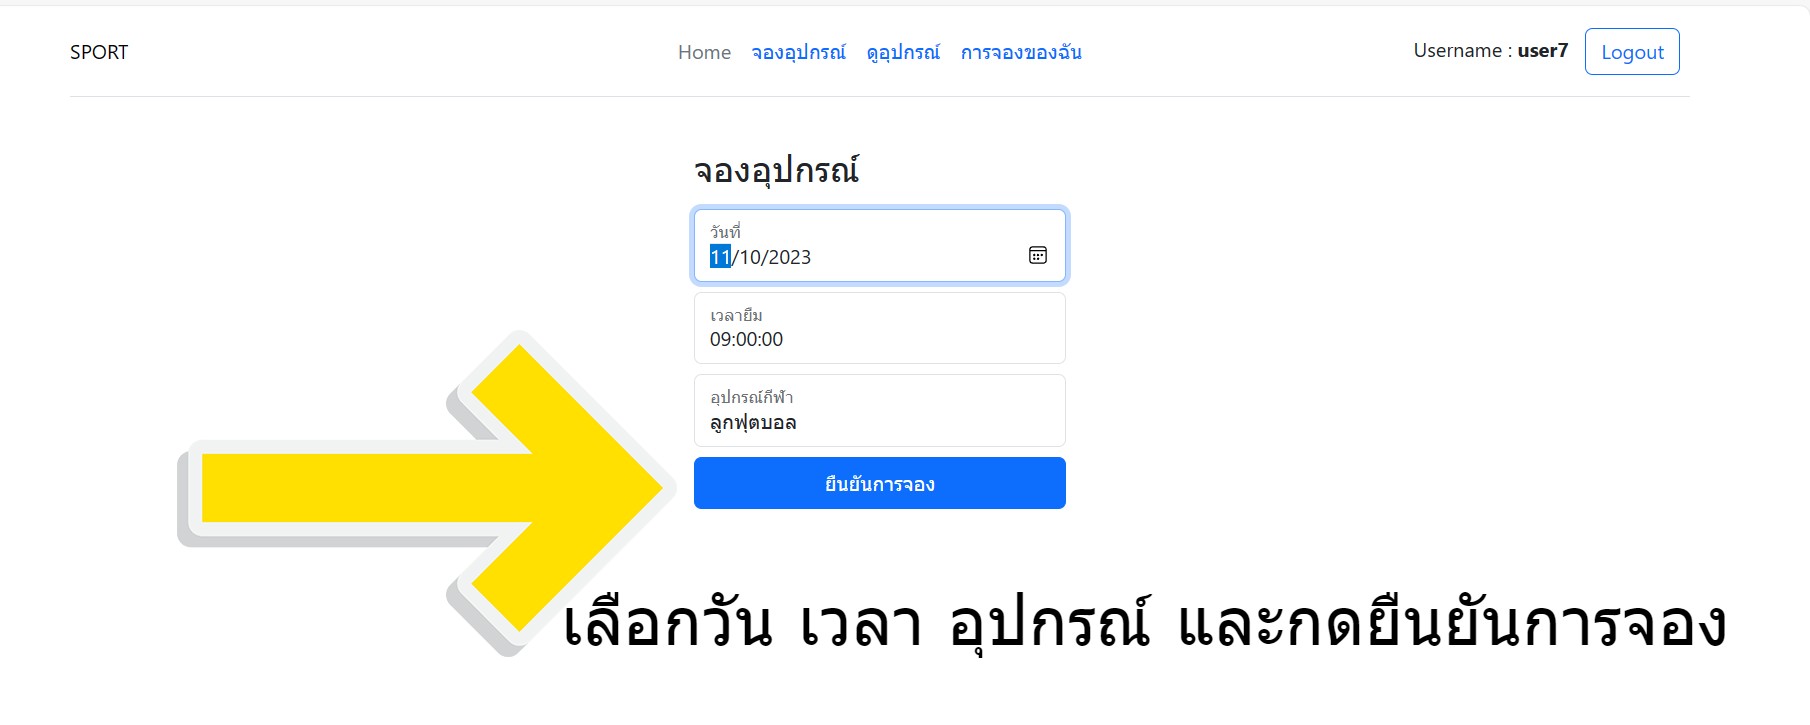 SPORT
Home จองอุปกรณ์ ดูอุปกรณ์ การจองของฉัน
Username : user7 Logout
จองอุปกรณ์
วันที่
11/10/2023
เวลายืม
09:00:00
อุปกรณ์กีฬา
ลูกฟุตบอล
ยืนยันการจอง
เลือกวัน เวลา อุปกรณ์ และกดยืนยันการจอง